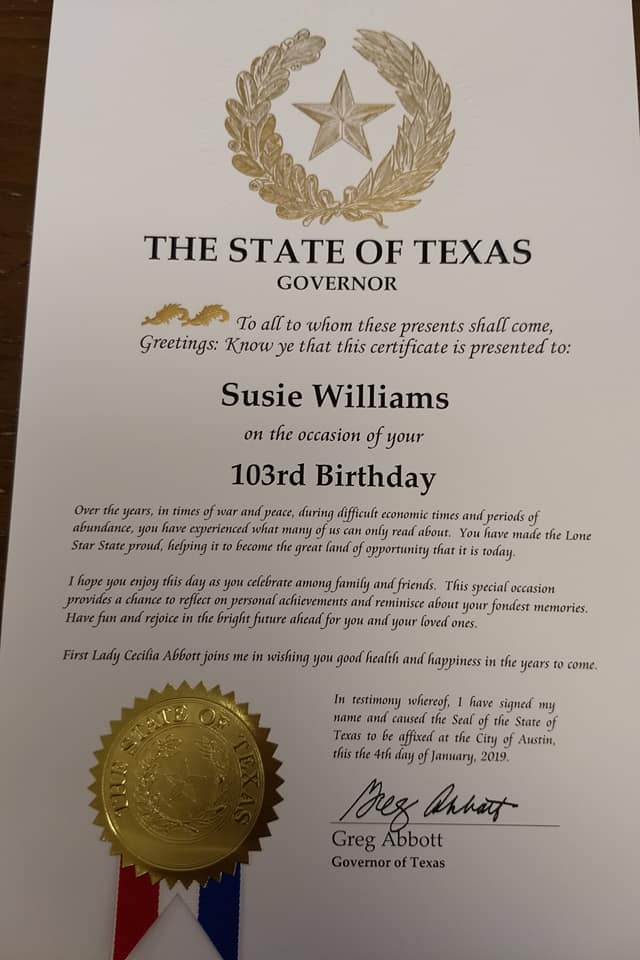 THE STATE OF TEXAS
GOVERNOR
To all to whom these presents shall come,
Greetings: Know ye that this certificate is presented to:
Susie Williams
on the occasion of your
103rd Birthday
Over the years, in times of war and peace, during difficult economic times and periods of
abundance, you have experienced what many of us can only read about. You have made the Lone
Star State proud, helping it to become the great land of opportunity that it is today.
I hope you enjoy this day as you celebrate among family and friends. This special occasion
provides a chance to reflect on personal achievements and reminisce about your fondest memories.
Have fun and rejoice in the bright future ahead for you and your loved ones.
First Lady Cecilia Abbott joins me in wishing you good health and happiness in the years to come.
THE STATE OF TEXAS
In testimony whereof, I have signed my
name and caused the Seal of the State of
Texas to be affixed at the City of Austin,
this the 4th day of January, 2019.
Greg Abbott
Greg Abbott
Governor of Texas